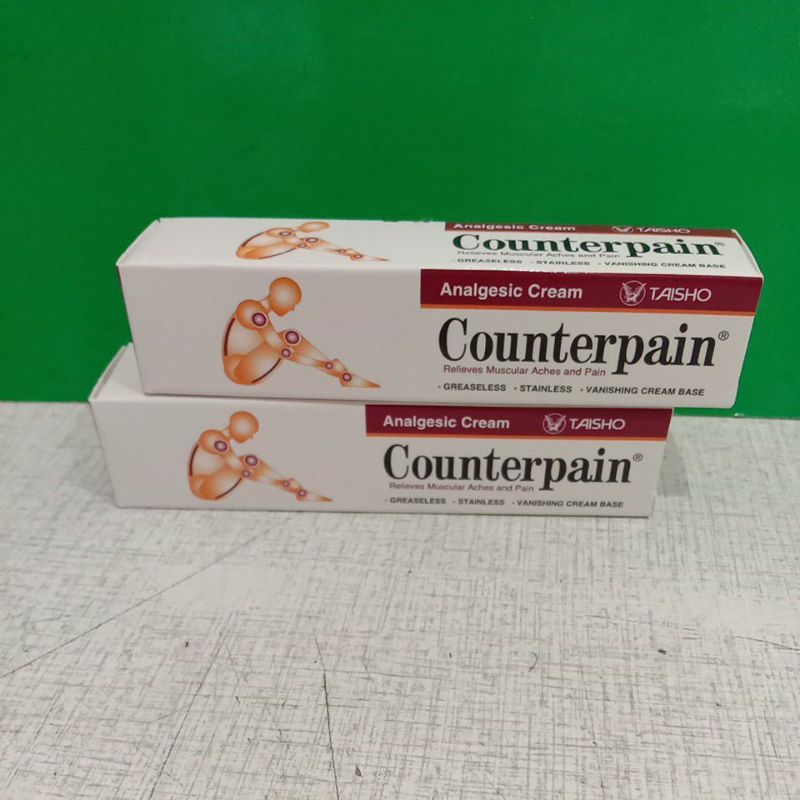 Analgesic Cream TAISHO
Counterpain®
Relieves Muscular Aches and Pain
· GREASELESS · STAINLESS · VANISHING CREAM BASE
Analgesic Cream TAISHO
Counterpain®
Relieves Muscular Aches and Pain
· GREASELESS · STAINLESS · VANISHING CREAM BASE
Analgesic Cream TAISHO
Counterpain®
Relieves Muscular Aches and Pain
· GREASELESS · STAINLESS · VANISHING CREAM BASE